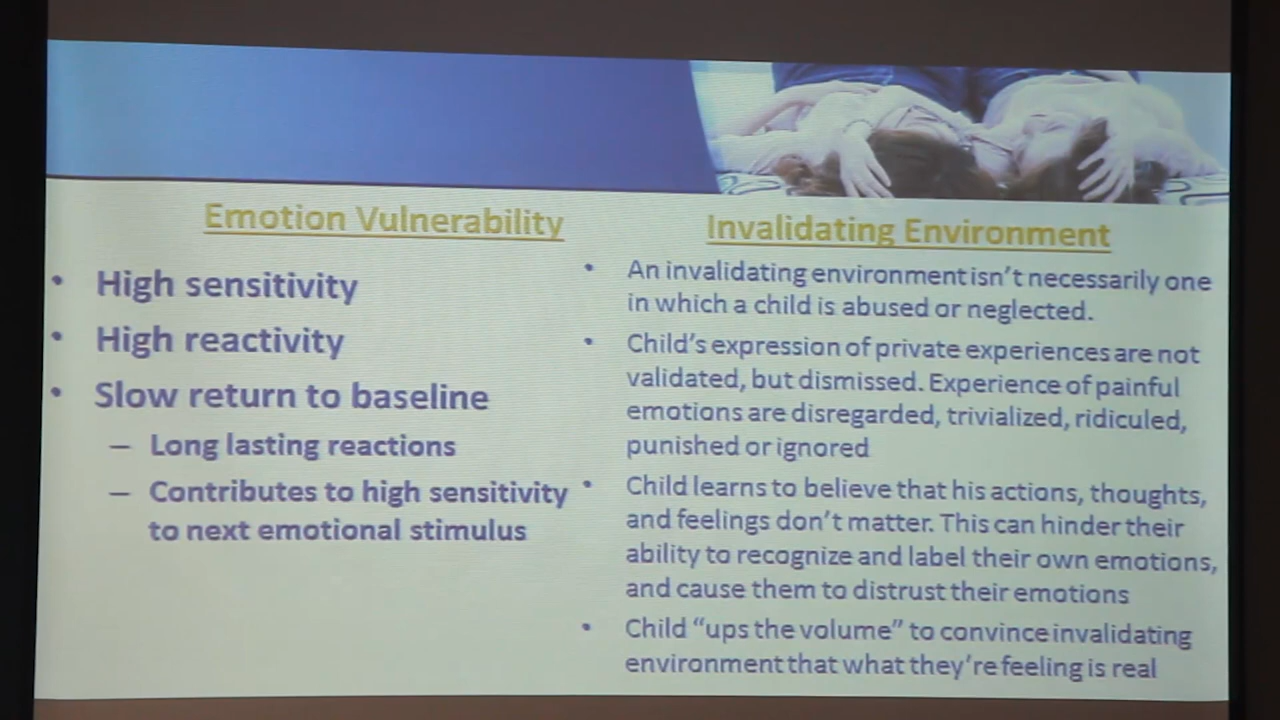 Emotion Vulnerability
• High sensitivity
• High reactivity
• Slow return to baseline
– Long lasting reactions
– Contributes to high sensitivity
to next emotional stimulus
Invalidating Environment
• An invalidating environment isn't necessarily one
in which a child is abused or neglected.
• Child's expression of private experiences are not
validated, but dismissed. Experience of painful
emotions are disregarded, trivialized, ridiculed,
punished or ignored
• Child learns to believe that his actions, thoughts,
and feelings don't matter. This can hinder their
ability to recognize and label their own emotions,
and cause them to distrust their emotions
• Child “ups the volume” to convince invalidating
environment that what they're feeling is real